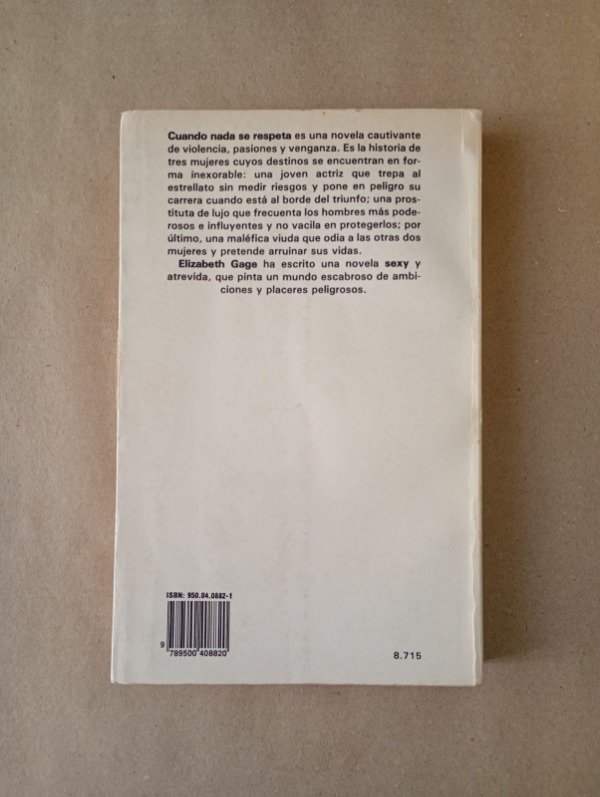 Cuando nada se respeta es una novela cautivante
de violencia, pasiones y venganza. Es la historia de
tres mujeres cuyos destinos se encuentran en for-
ma inexorable: una joven actriz que trepa al
estrellato sin medir riesgos y pone en peligro su
carrera cuando está al borde del triunfo; una pros-
tituta de lujo que frecuenta los hombres más pode-
rosos e influyentes y no vacila en protegerlos; por
último, una maléfica viuda que odia a las otras dos
mujeres y pretende arruinar sus vidas.
Elizabeth Gage ha escrito una novela sexy y
atrevida, que pinta un mundo escabroso de ambi-
ciones y placeres peligrosos.
ISBN: 950.04.0882-1
9 789500 408820
8.715